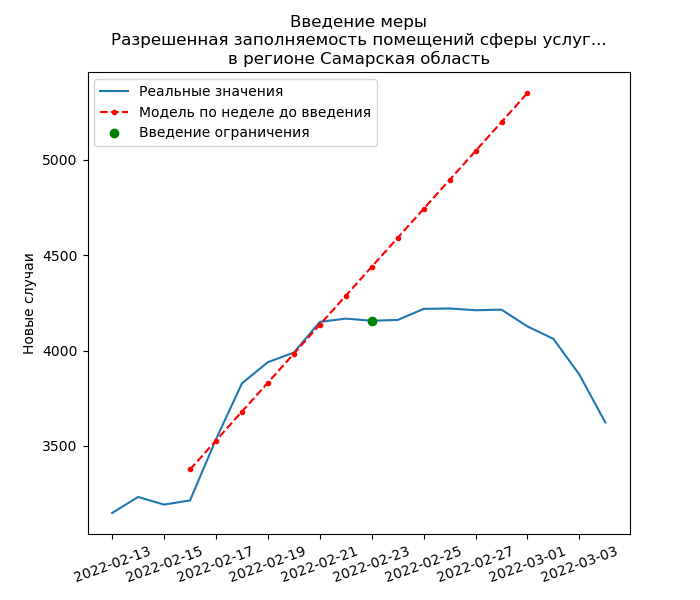 Введение меры
Разрешенная заполняемость помещений сферы услуг...
в регионе Самарская область
Реальные значения
Модель по неделе до введения
Введение ограничения
Новые случаи
5000
4500
4000
3500
2022-02-13
2022-02-15
2022-02-17
2022-02-19
2022-02-21
2022-02-23
2022-02-25
2022-02-27
2022-03-01
2022-03-03